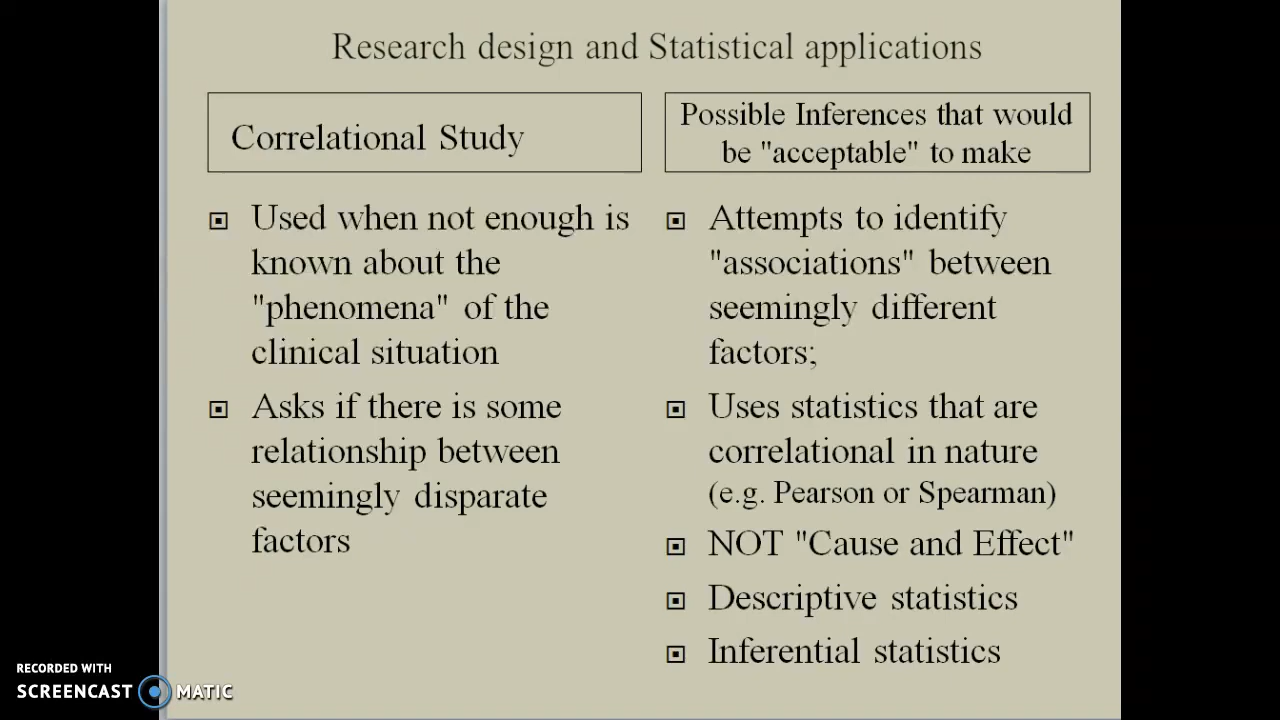 Research design and Statistical applications
Correlational Study
Used when not enough is
known about the
"phenomena" of the
clinical situation
Asks if there is some
relationship between
seemingly disparate
factors
Possible Inferences that would
be "acceptable" to make
Attempts to identify
"associations" between
seemingly different
factors;
Uses statistics that are
correlational in nature
(e.g. Pearson or Spearman)
NOT "Cause and Effect"
Descriptive statistics
Inferential statistics
RECORDED WITH
SCREENCAST MATIC